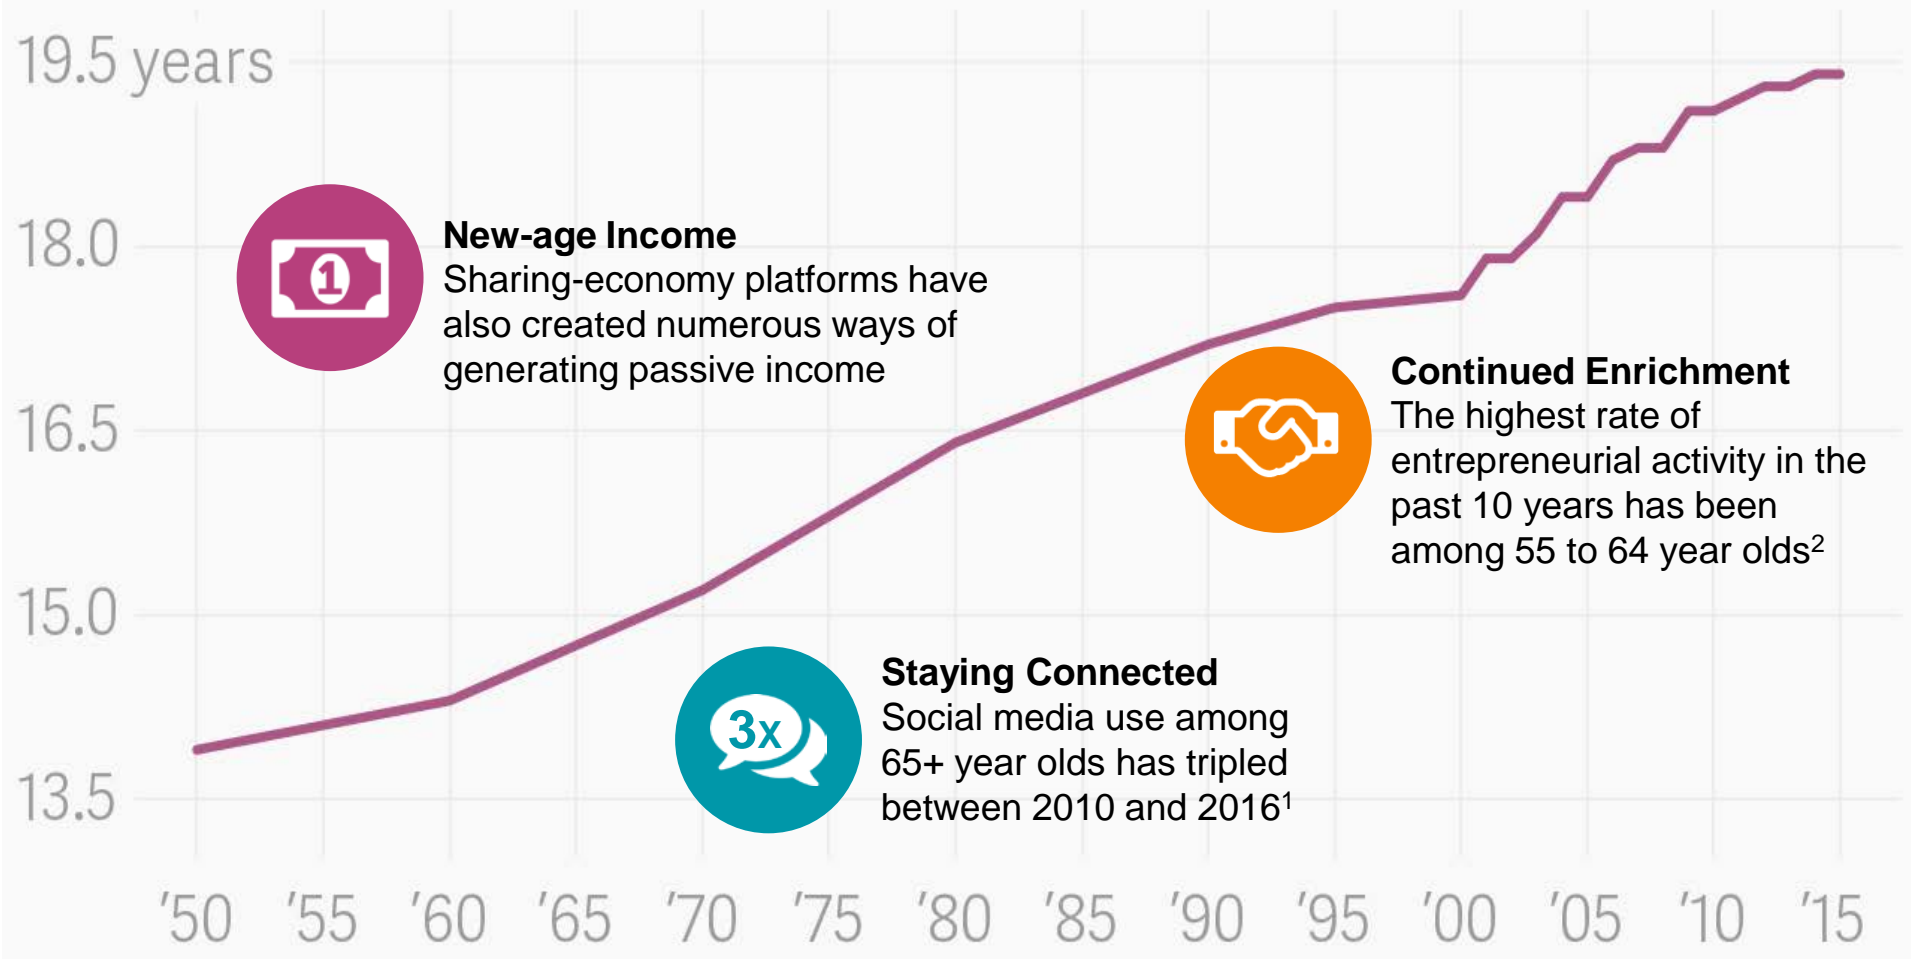 19.5 years
18.0
16.5
15.0
13.5
1
New-age Income
Sharing-economy platforms have
also created numerous ways of
generating passive income
Continued Enrichment
The highest rate of
entrepreneurial activity in the
past 10 years has been
among 55 to 64 year olds²
3x
Staying Connected
Social media use among
65+ year olds has tripled
between 2010 and 2016¹
'50 '55 '60 '65 '70 '75 '80 '85 '90 '95 '00 '05 '10 '15